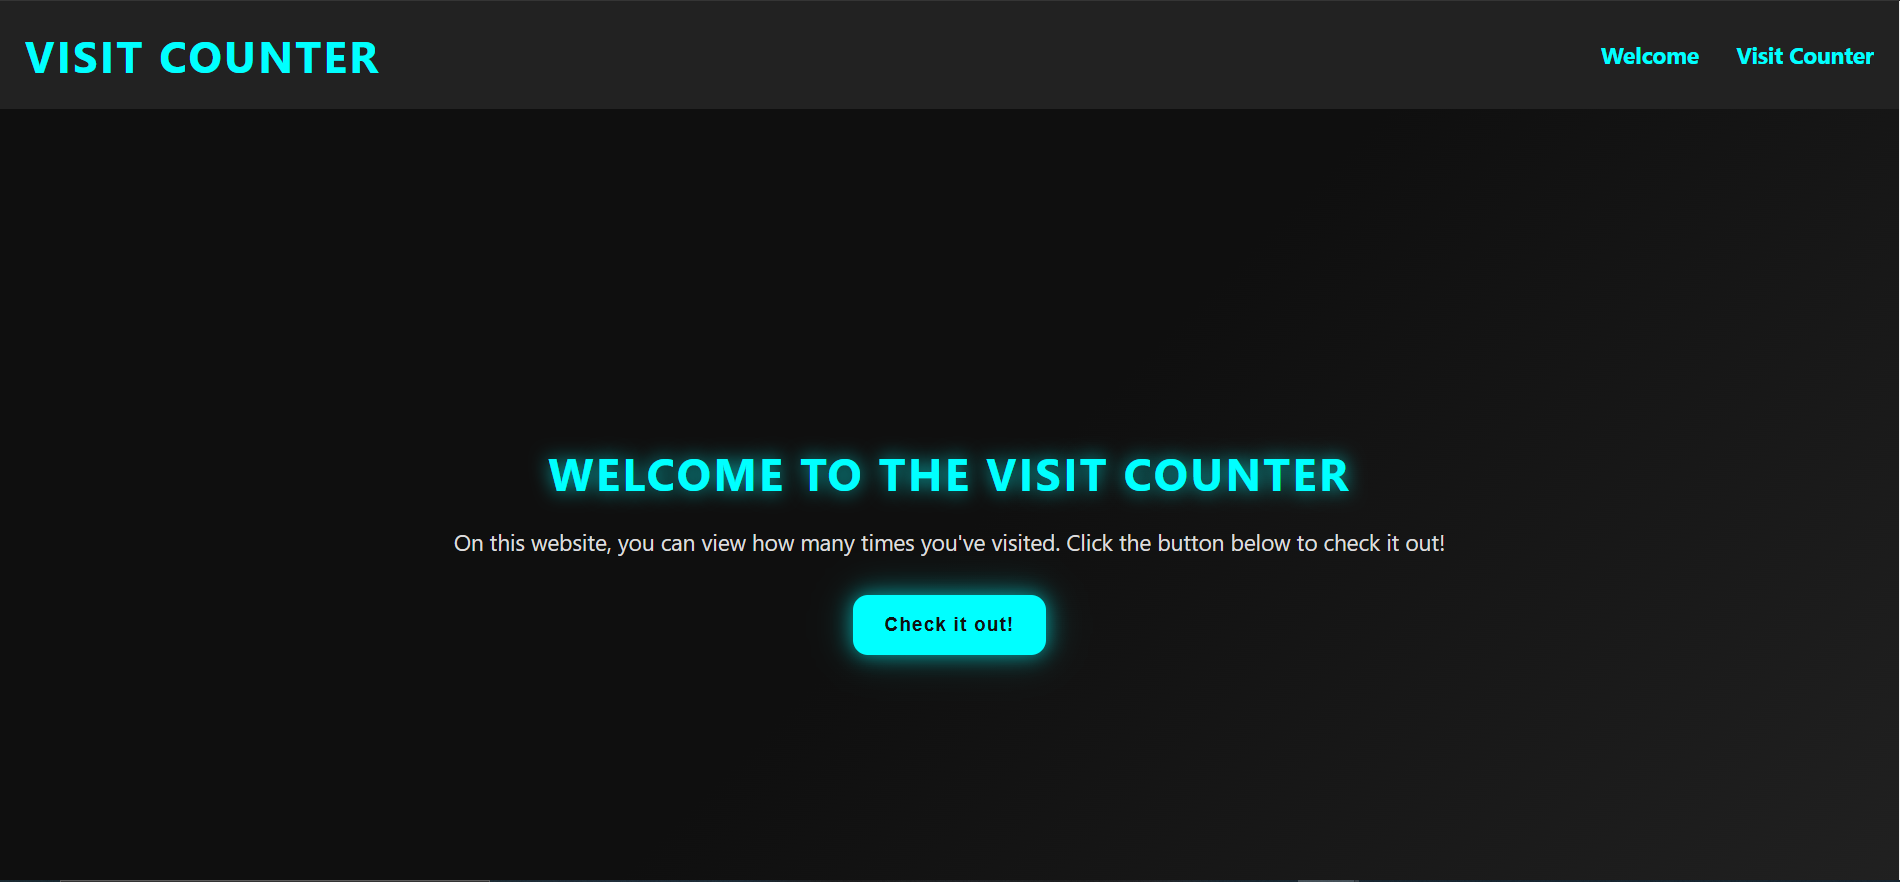 VISIT COUNTER
Welcome Visit Counter
WELCOME TO THE VISIT COUNTER
On this website, you can view how many times you've visited. Click the button below to check it out!
Check it out!